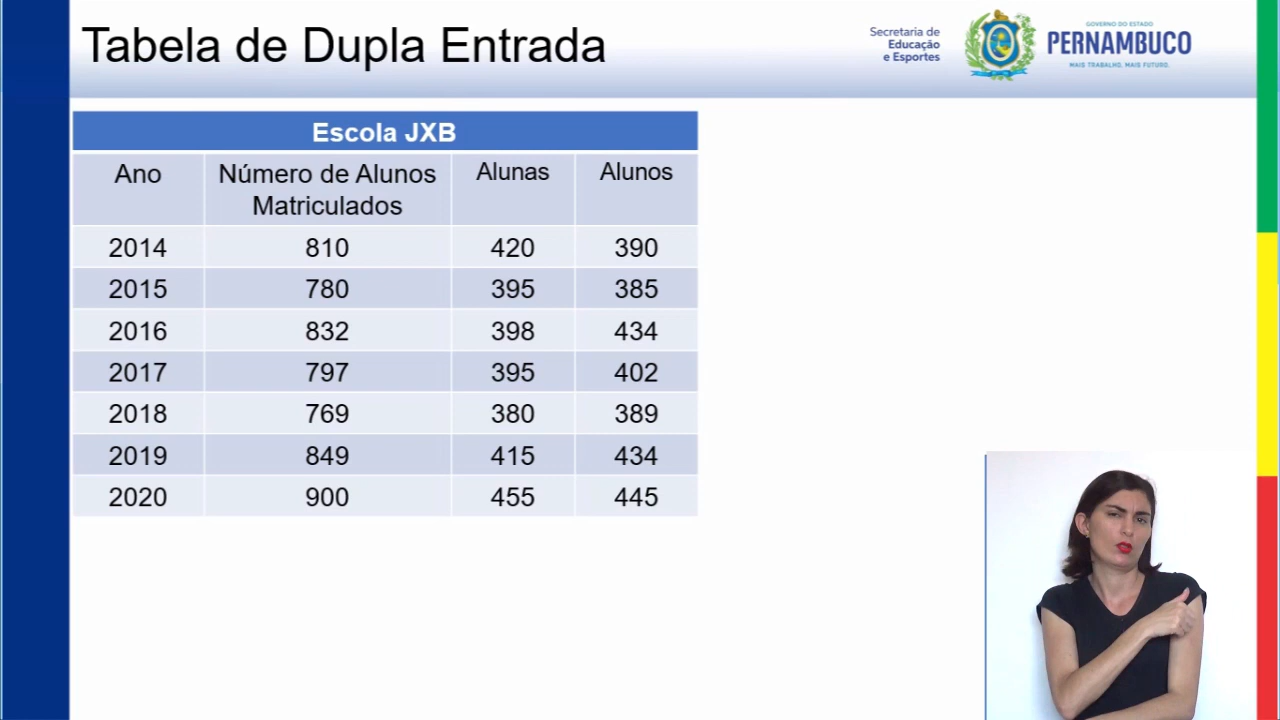 Tabela de Dupla Entrada
Secretaria de
Educação
e Esportes
GOVERNO DO ESTADO
PERNAMBUCO
MAIS TRABALHO, MAIS FUTURO.
Escola JXB
Ano Número de Alunos Matriculados Alunas Alunos
2014 810 420 390
2015 780 395 385
2016 832 398 434
2017 797 395 402
2018 769 380 389
2019 849 415 434
2020 900 455 445